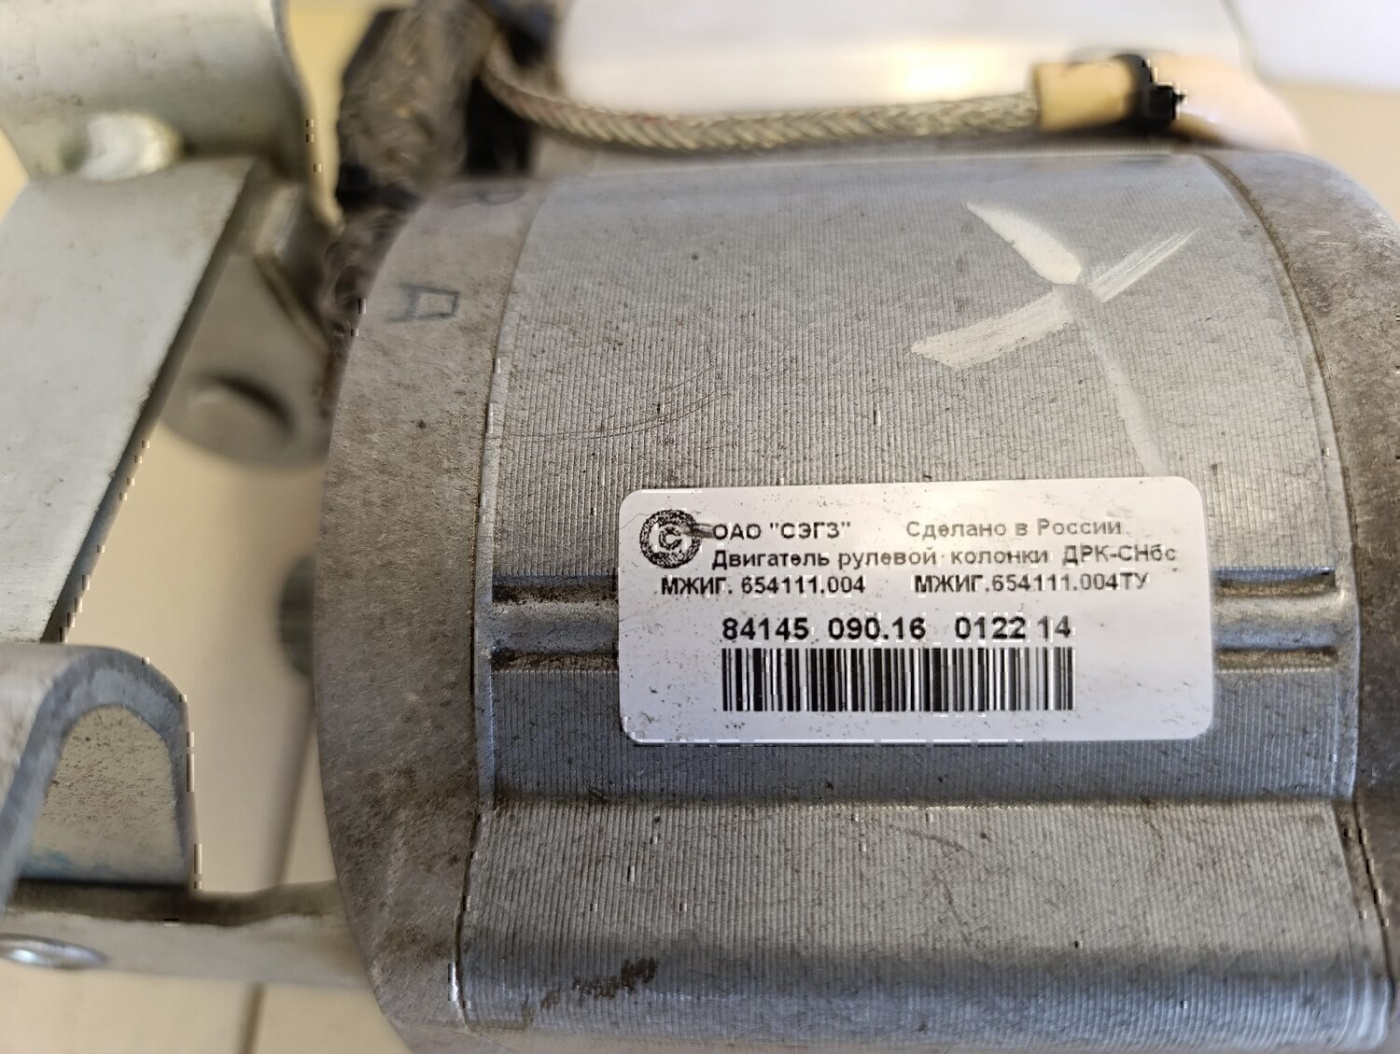 Д
ОАО "СЭГЗ" Сделано в России
Двигатель рулевой колонки ДРК-СН6с
МЖИГ. 654111.004 МЖИГ.654111.004ТУ
84145 090.16 0122 14